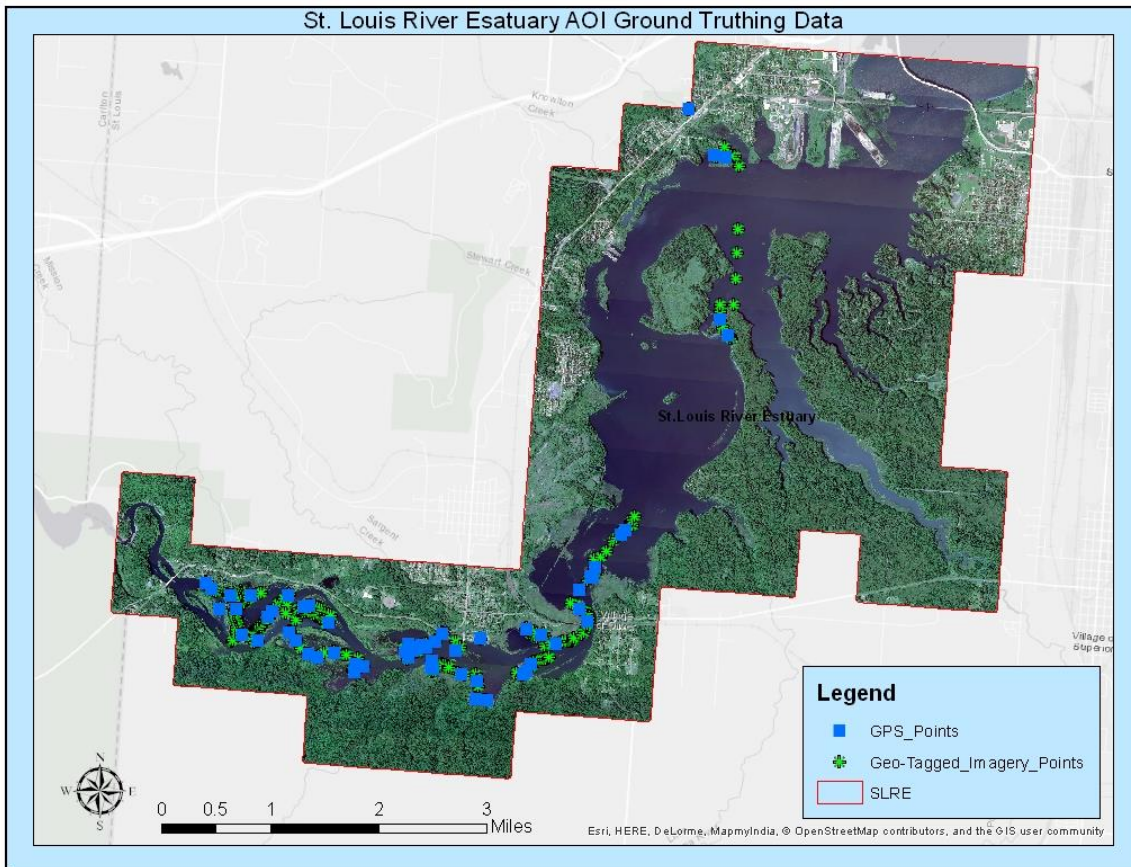 St. Louis River Esatuary AOI Ground Truthing Data
Carlton
St Louis
Knowlton
Creek
Mission
Creek
Stewart Creek
S
St.Louis River Estuary
Sargent
Creek
Village of
Superior
Legend
GPS_Points
Geo-Tagged_Imagery_Points
SLRE
N
W E
S
0 0.5 1 2 3
Miles
Esri, HERE, DeLorme, MapmyIndia, © OpenStreetMap contributors, and the GIS user community